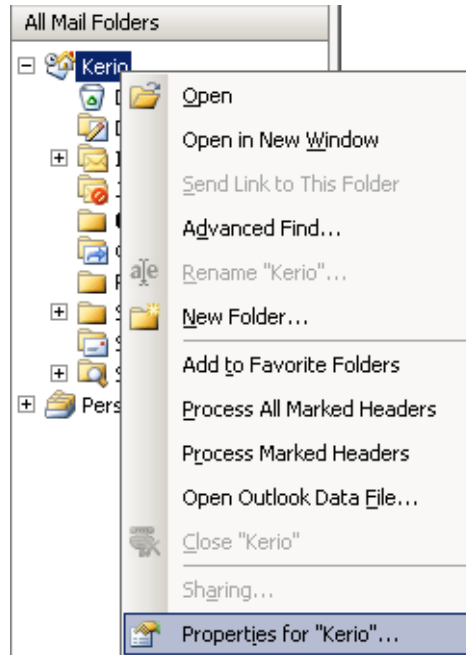 All Mail Folders
Kerio
Open
Open in New Window
Send Link to This Folder
Advanced Find...
Rename "Kerio"...
New Folder...
Add to Favorite Folders
Process All Marked Headers
Process Marked Headers
Open Outlook Data File...
Close "Kerio"
Sharing...
Pers
Properties for "Kerio"...